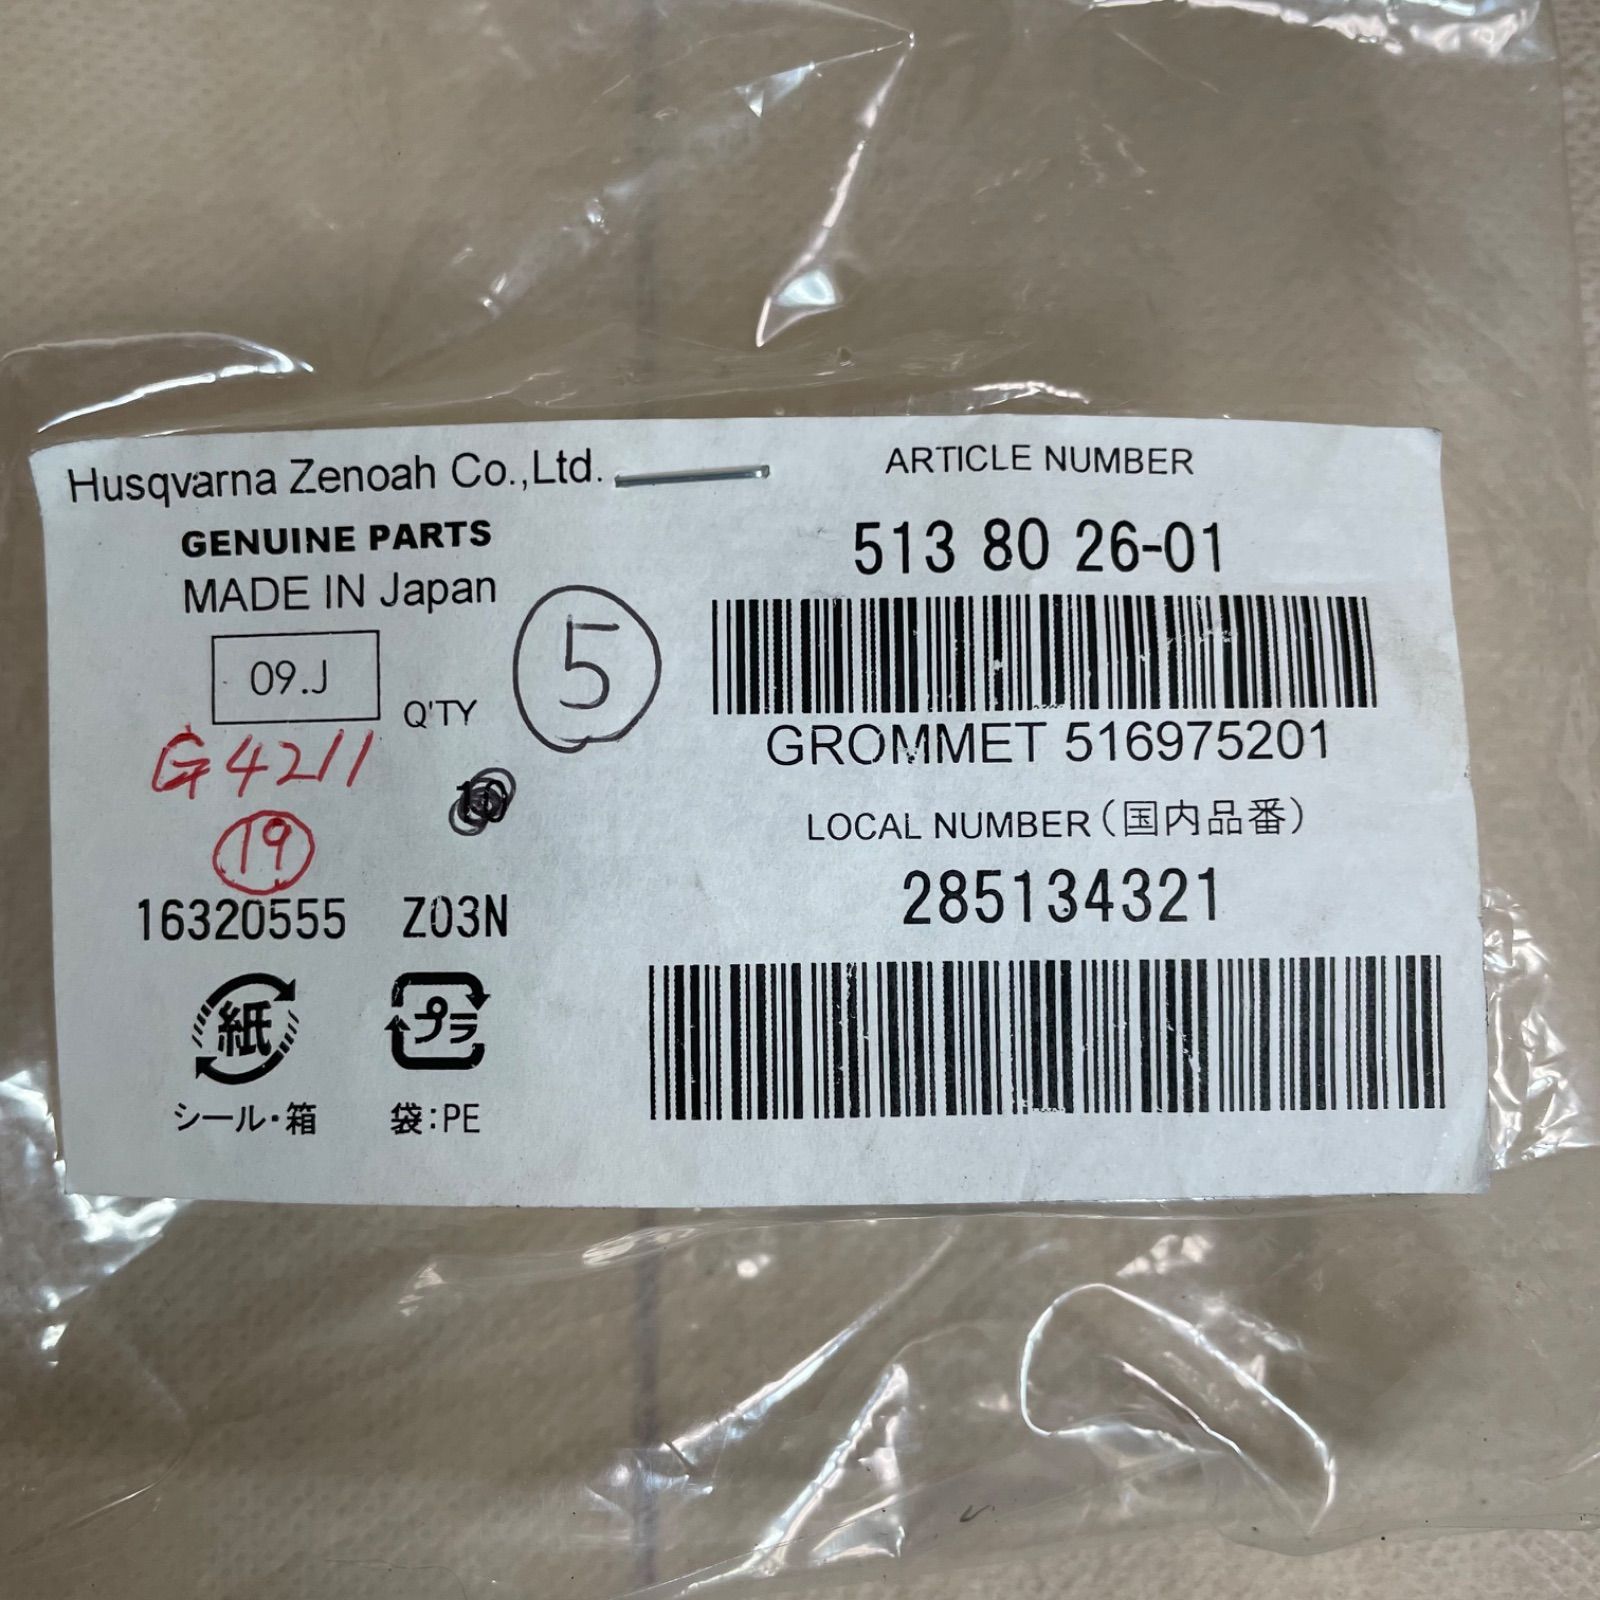 Husqvarna Zenoah Co.,Ltd.
GENUINE PARTS
MADE IN Japan
09.J
Q'TY
5
10
G4211
19
16320555 Z03N
紙
プラ
シール・箱
袋:PE
ARTICLE NUMBER
513 80 26-01
GROMMET 516975201
LOCAL NUMBER(国内品番)
285134321